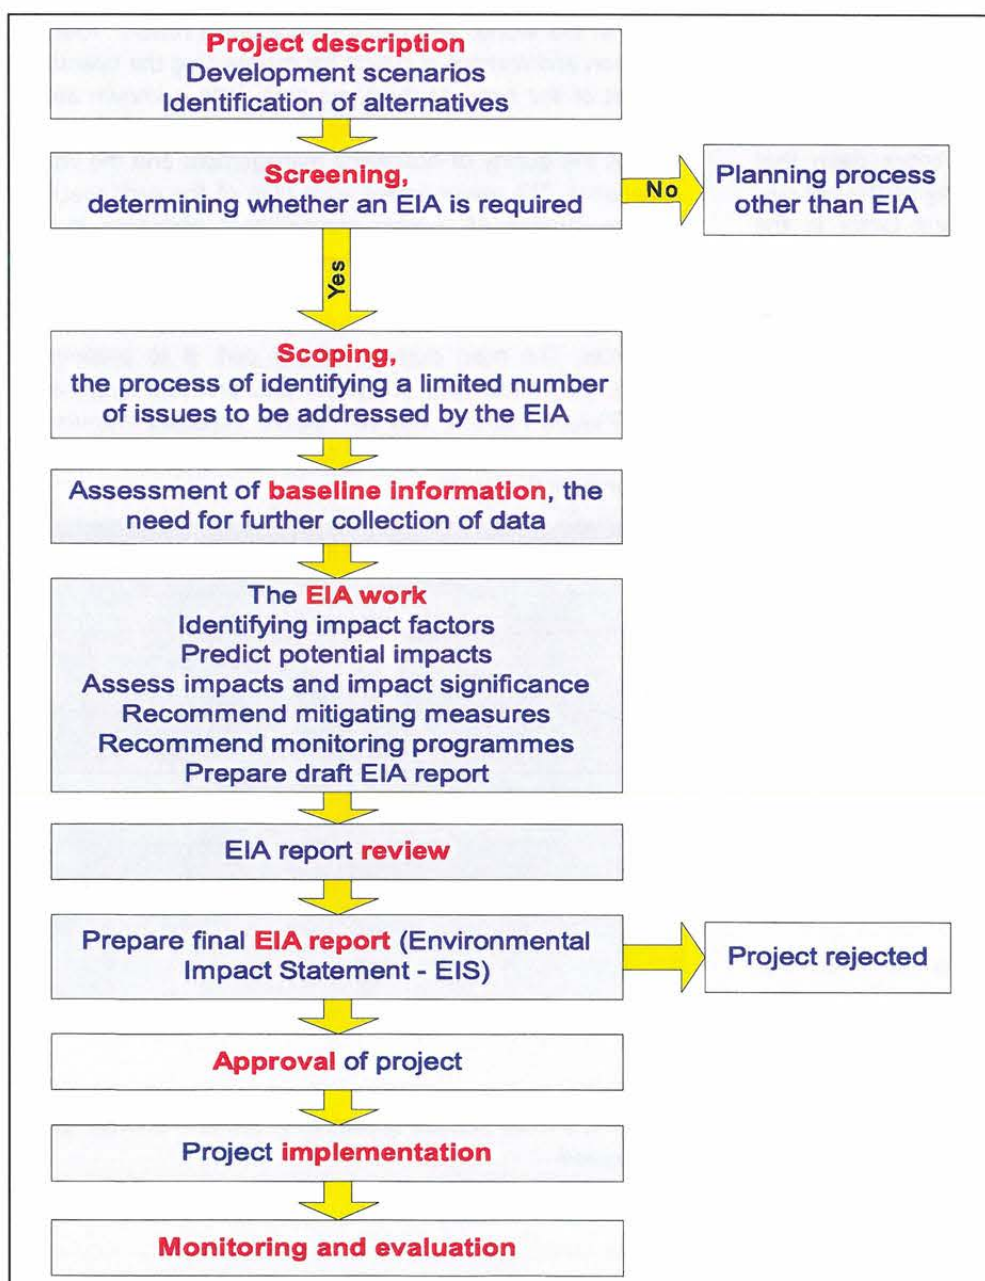 Project description
Development scenarios
Identification of alternatives
Screening,
determining whether an EIA is required
No
Planning process
other than EIA
Yes
Scoping,
the process of identifying a limited number
of issues to be addressed by the EIA
Assessment of baseline information, the
need for further collection of data
The EIA work
Identifying impact factors
Predict potential impacts
Assess impacts and impact significance
Recommend mitigating measures
Recommend monitoring programmes
Prepare draft EIA report
EIA report review
Prepare final EIA report (Environmental
Impact Statement - EIS)
Project rejected
Approval of project
Project implementation
Monitoring and evaluation